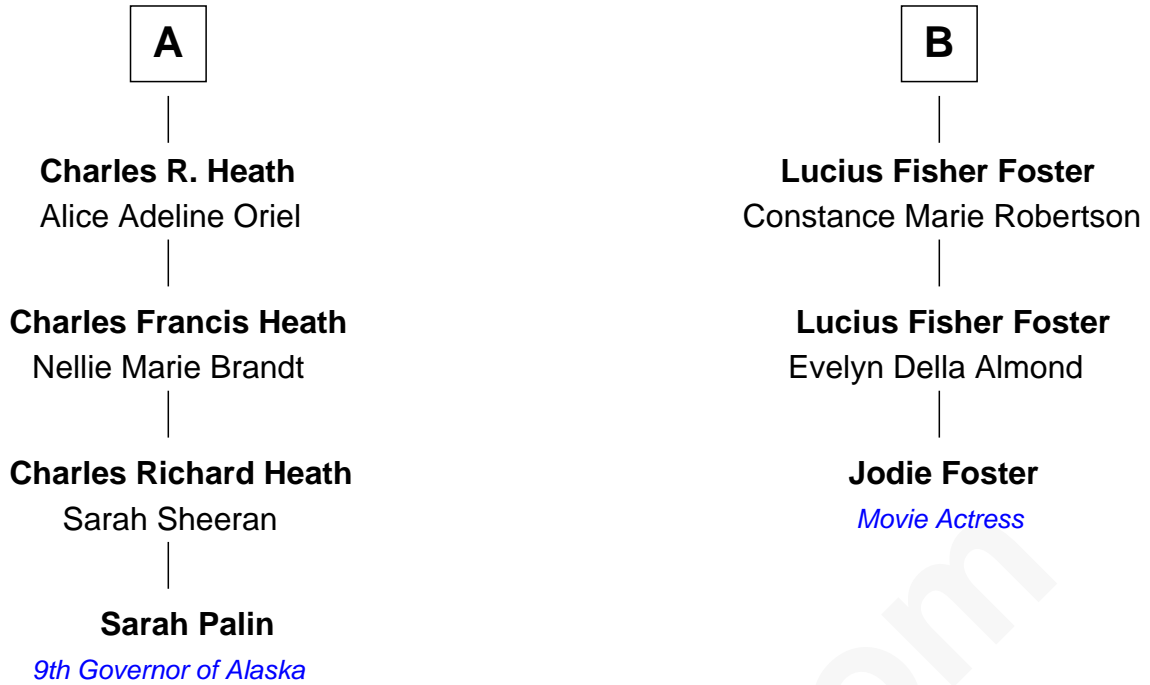 A
Charles R. Heath
Alice Adeline Oriel
Charles Francis Heath
Nellie Marie Brandt
Charles Richard Heath
Sarah Sheeran
Sarah Palin
9th Governor of Alaska
B
Lucius Fisher Foster
Constance Marie Robertson
Lucius Fisher Foster
Evelyn Della Almond
Jodie Foster
Movie Actress
om